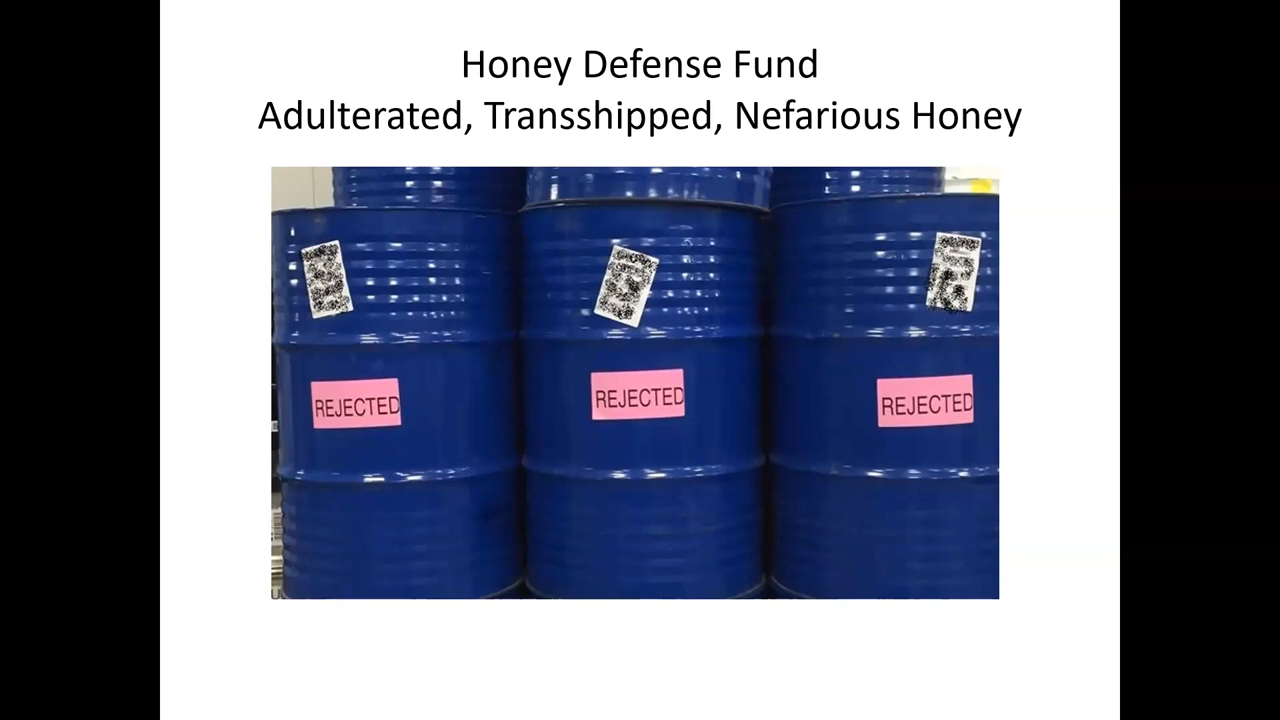 Honey Defense Fund
Adulterated, Transshipped, Nefarious Honey
REJECTED
REJECTED
REJECTED